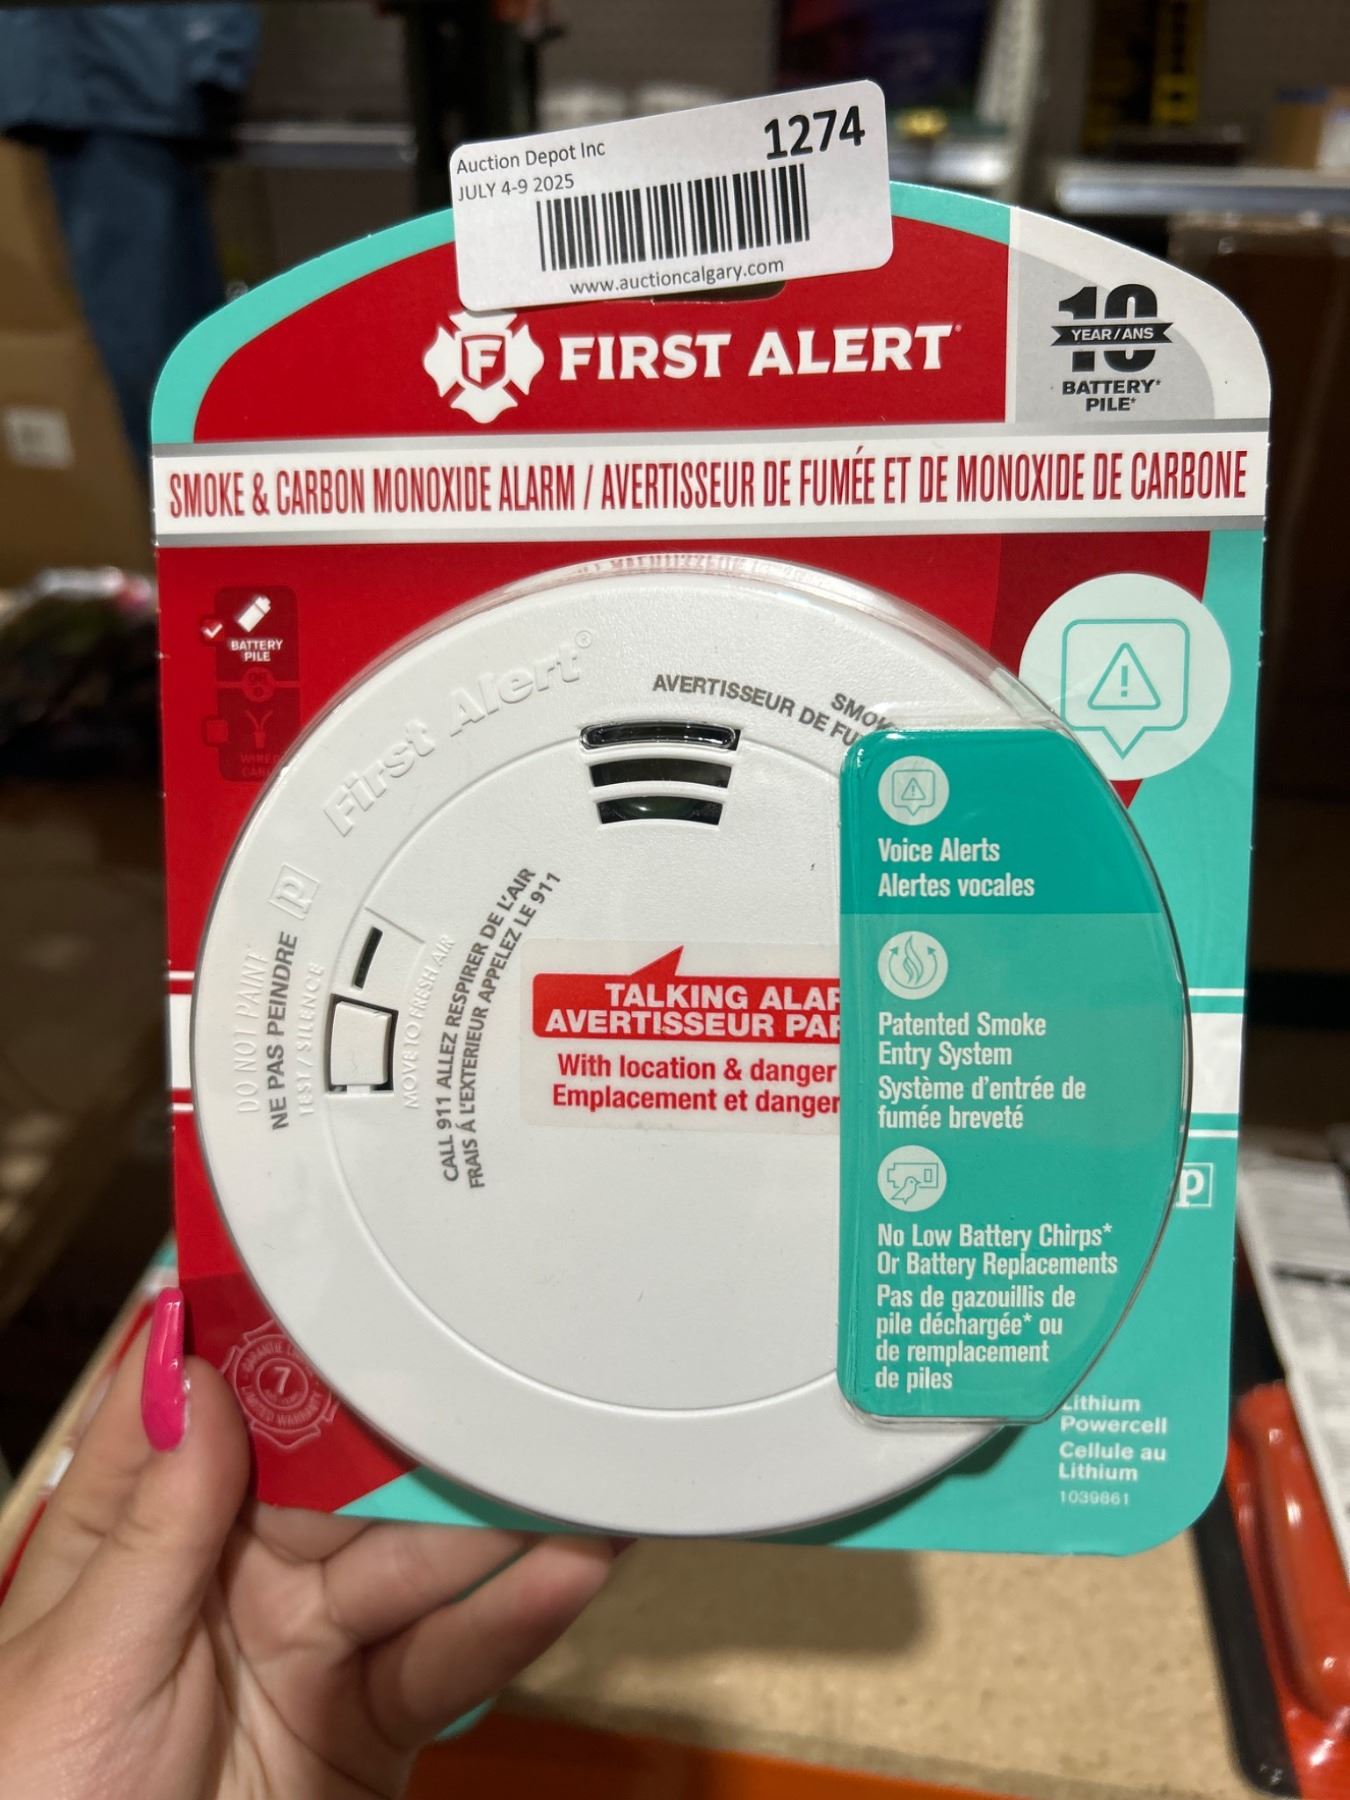 Auction Depot Inc
1274
JULY 4-9 2025
www.auctioncalgary.com
F
FIRST ALERT
10
YEAR/ANS
BATTERY*
PILE*
SMOKE & CARBON MONOXIDE ALARM / AVERTISSEUR DE FUMÉE ET DE MONOXIDE DE CARBONE
BATTERY
PILE
First Alert®
SMOK
AVERTISSEUR DE FU
P
DO NOT PAINT
NE PAS PEINDRE
TEST / SILENCE
MOVE TO FRESH AIR
CALL 911 ALLEZ RESPIRER DE L'AIR
FRAIS Á L'EXTERIEUR APPELEZ LE 911
TALKING ALAR
AVERTISSEUR PAR
With location & danger
Emplacement et danger
Voice Alerts
Alertes vocales
Patented Smoke
Entry System
Système d'entrée de
fumée breveté
No Low Battery Chirps*
Or Battery Replacements
Pas de gazouillis de
pile déchargée* ou
de remplacement
de piles
P
7
LIMITED WARRANTY
Lithium
Powercell
Cellule au
Lithium
1039861